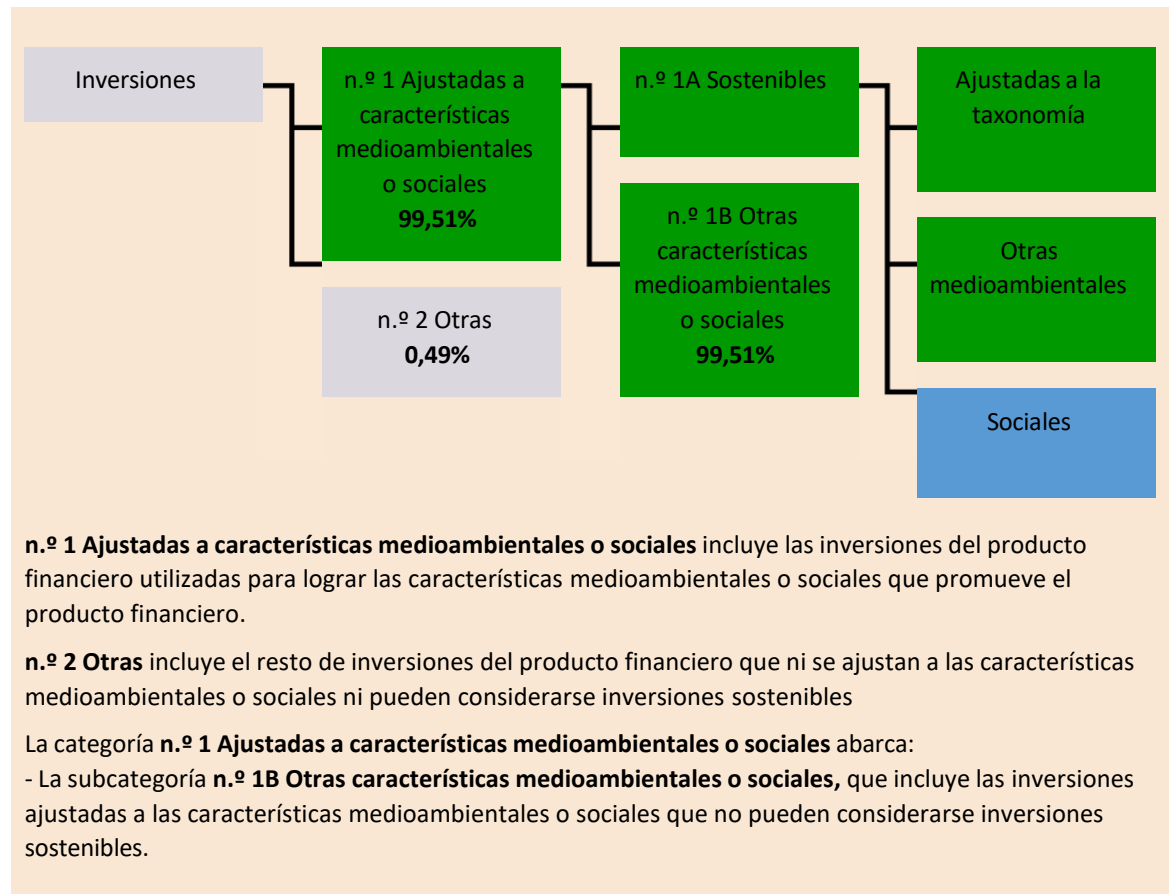 Inversiones
n.º 1 Ajustadas a
características
medioambientales
o sociales
99,51%
n.º 2 Otras
0,49%
n.º 1A Sostenibles
n.º 1B Otras
características
medioambientales
o sociales
99,51%
Ajustadas a la
taxonomía
Otras
medioambientales
Sociales
n.º 1 Ajustadas a características medioambientales o sociales incluye las inversiones del producto
financiero utilizadas para lograr las características medioambientales o sociales que promueve el
producto financiero.
n.º 2 Otras incluye el resto de inversiones del producto financiero que ni se ajustan a las características
medioambientales o sociales ni pueden considerarse inversiones sostenibles
La categoría n.º 1 Ajustadas a características medioambientales o sociales abarca:
- La subcategoría n.º 1B Otras características medioambientales o sociales, que incluye las inversiones
ajustadas a las características medioambientales o sociales que no pueden considerarse inversiones
sostenibles.